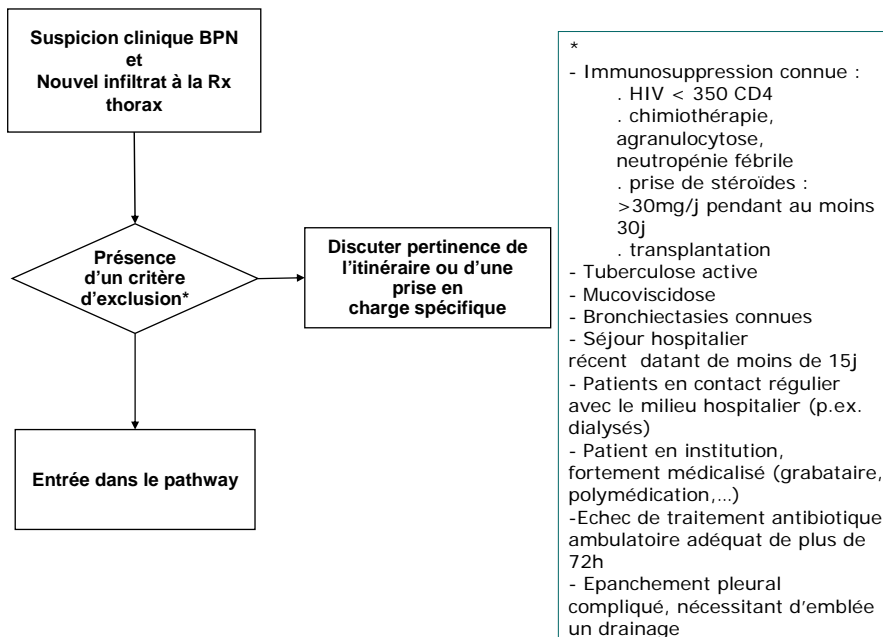 Suspicion clinique BPN
et
Nouvel infiltrat à la Rx
thorax
Présence
d'un critère
d'exclusion*
Discuter pertinence de
l'itinéraire ou d'une
prise en
charge spécifique
Entrée dans le pathway
*
- Immunosuppression connue :
. HIV < 350 CD4
. chimiothérapie,
agranulocytose,
neutropénie fébrile
. prise de stéroïdes :
>30mg/j pendant au moins
30j
. transplantation
- Tuberculose active
- Mucoviscidose
- Bronchiectasies connues
- Séjour hospitalier
récent datant de moins de 15j
- Patients en contact régulier
avec le milieu hospitalier (p.ex.
dialysés)
- Patient en institution,
fortement médicalisé (grabataire,
polymédication,...)
-Echec de traitement antibiotique
ambulatoire adéquat de plus de
72h
- Epanchement pleural
compliqué, nécessitant d'emblée
un drainage